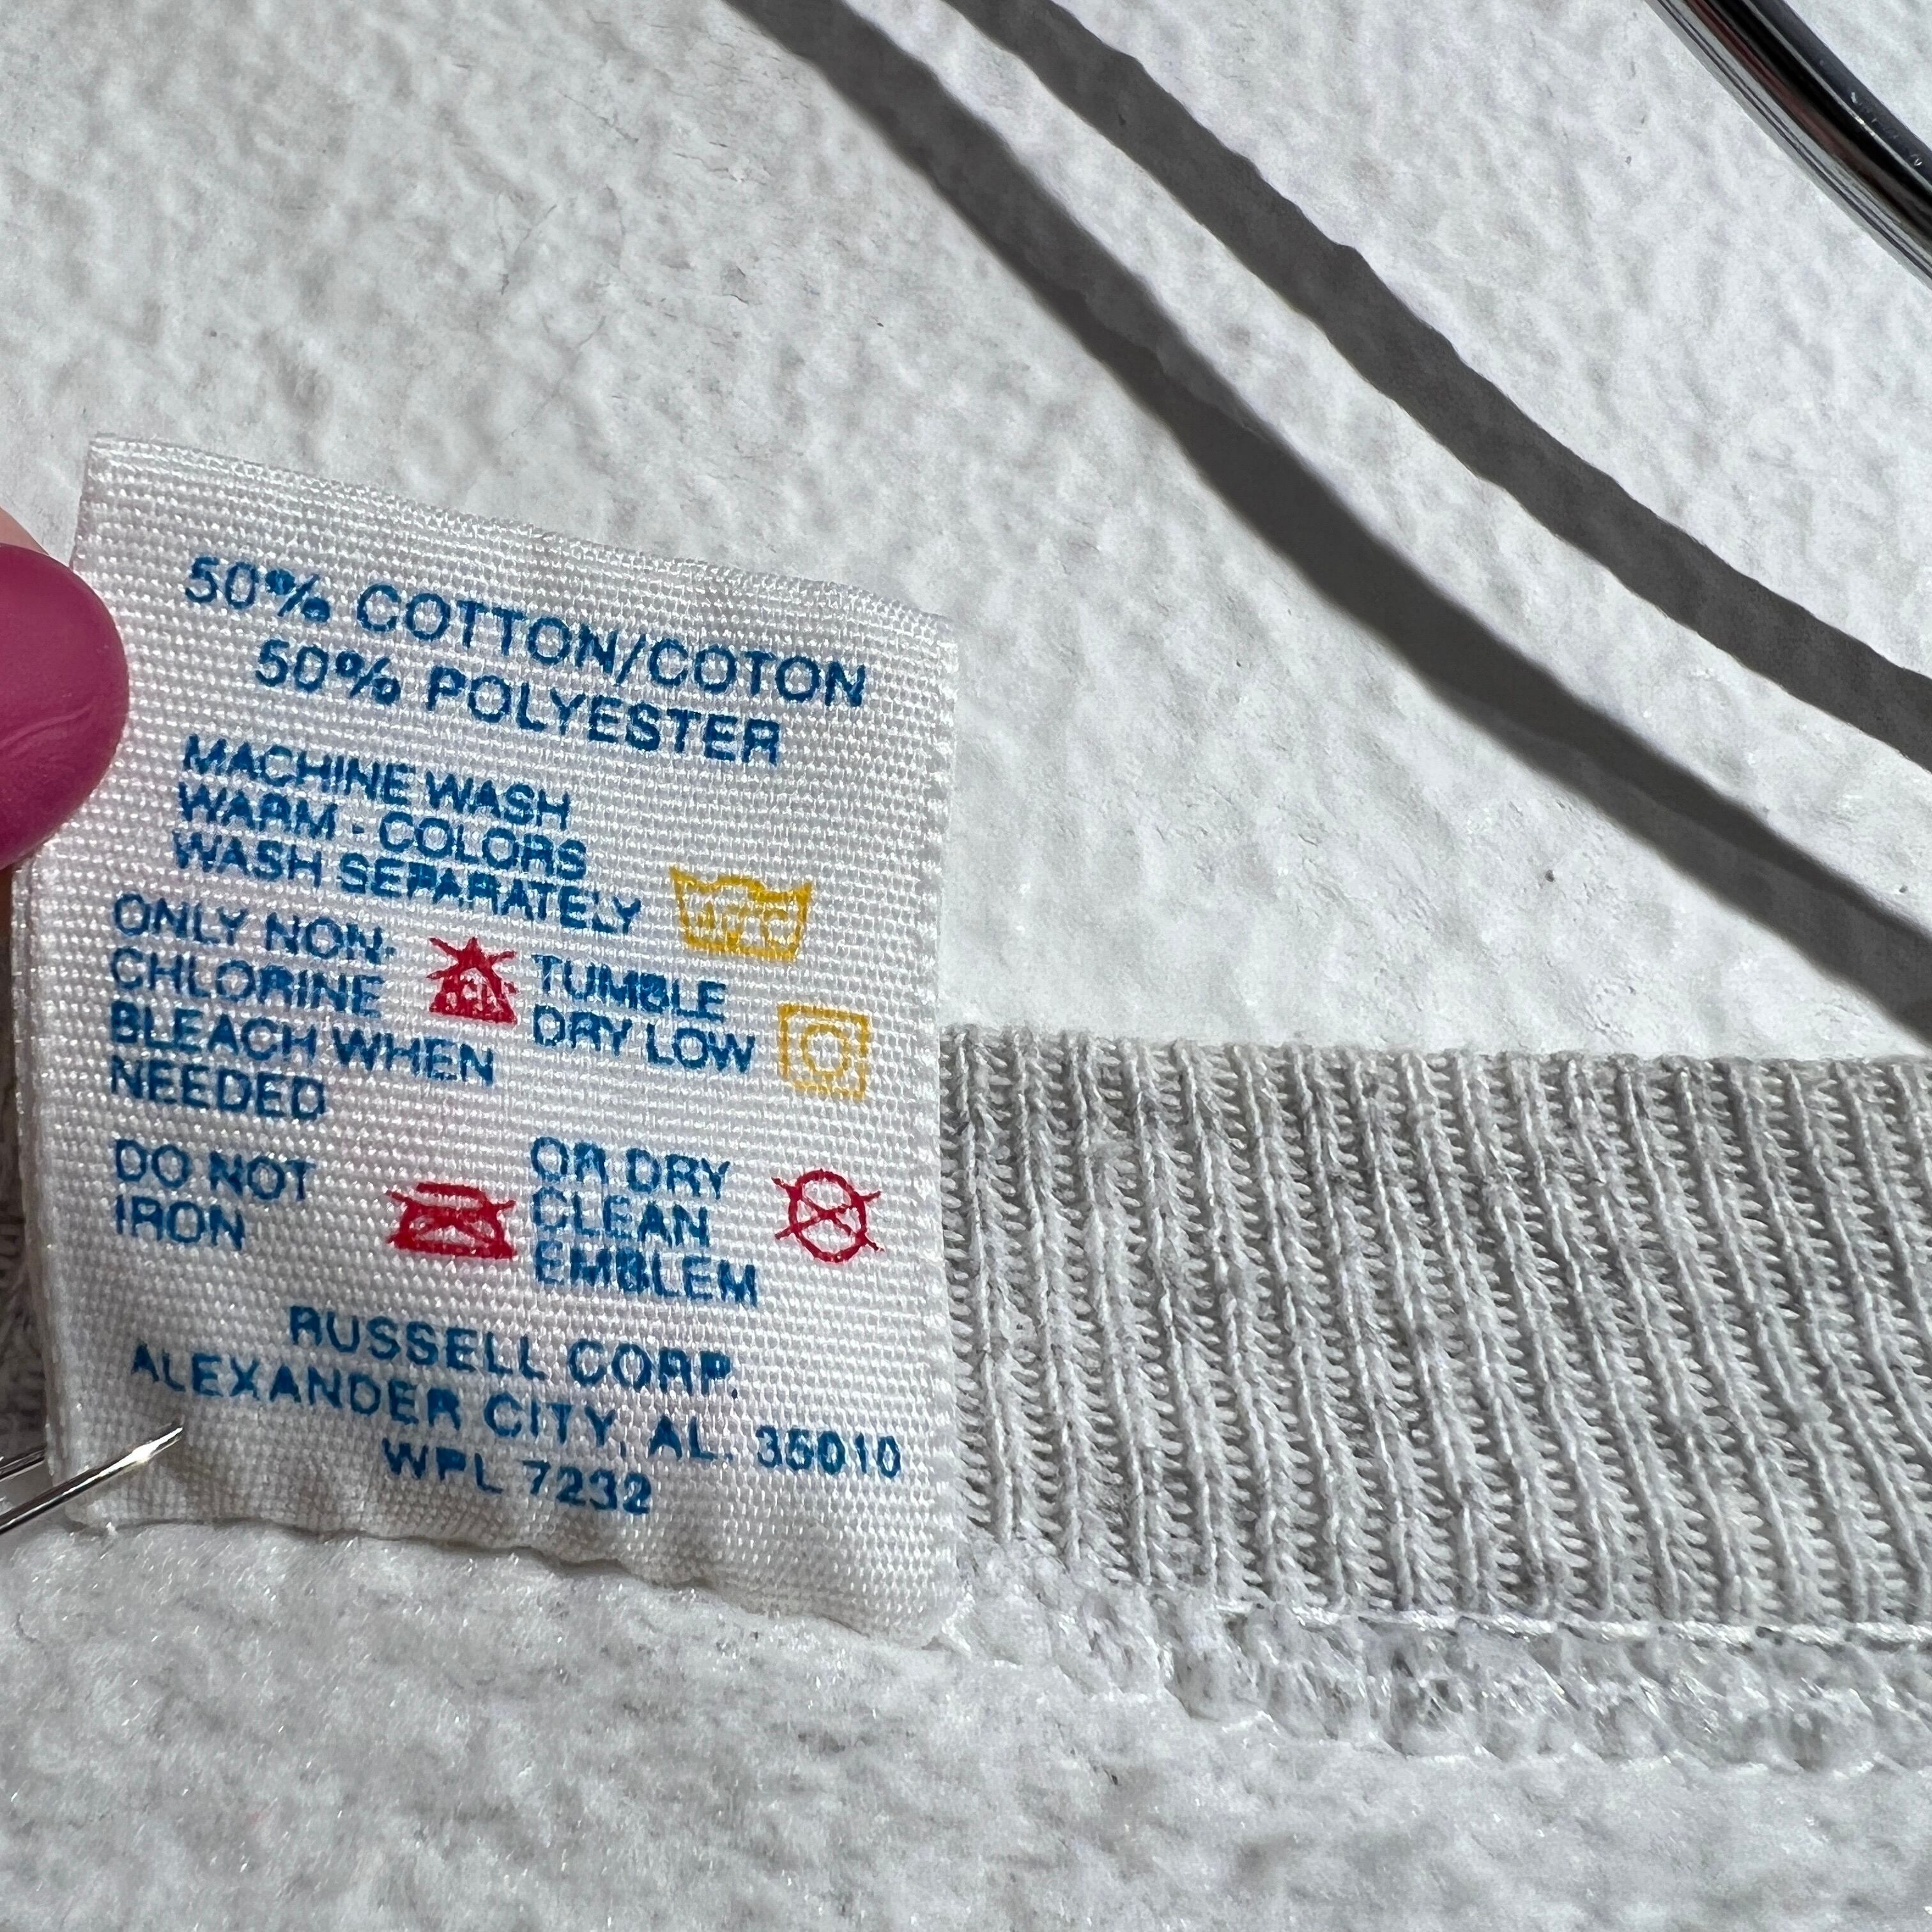 50% COTTON/COTON
50% POLYESTER
MACHINE WASH
WARM - COLORS
WASH SEPARATELY
ONLY NON-
CHLORINE
BLEACH WHEN
NEEDED
TUMBLE
DRY LOW
DO NOT
IRON
OR DRY
CLEAN
EMBLEM
RUSSELL CORP.
ALEXANDER CITY, AL. 35010
WPL 7232